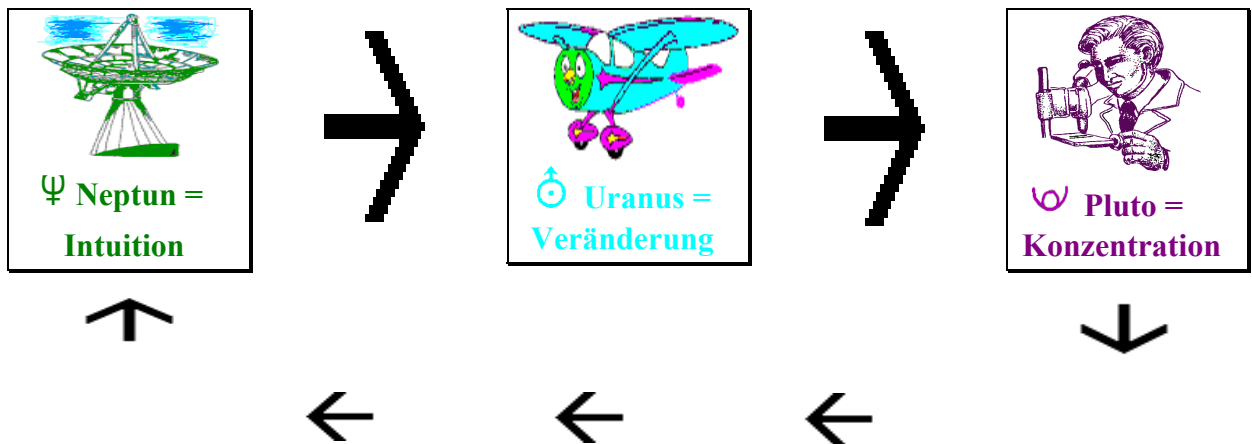 ♆ Neptun =
Intuition
⛢ Uranus =
Veränderung
Pluto =
Konzentration